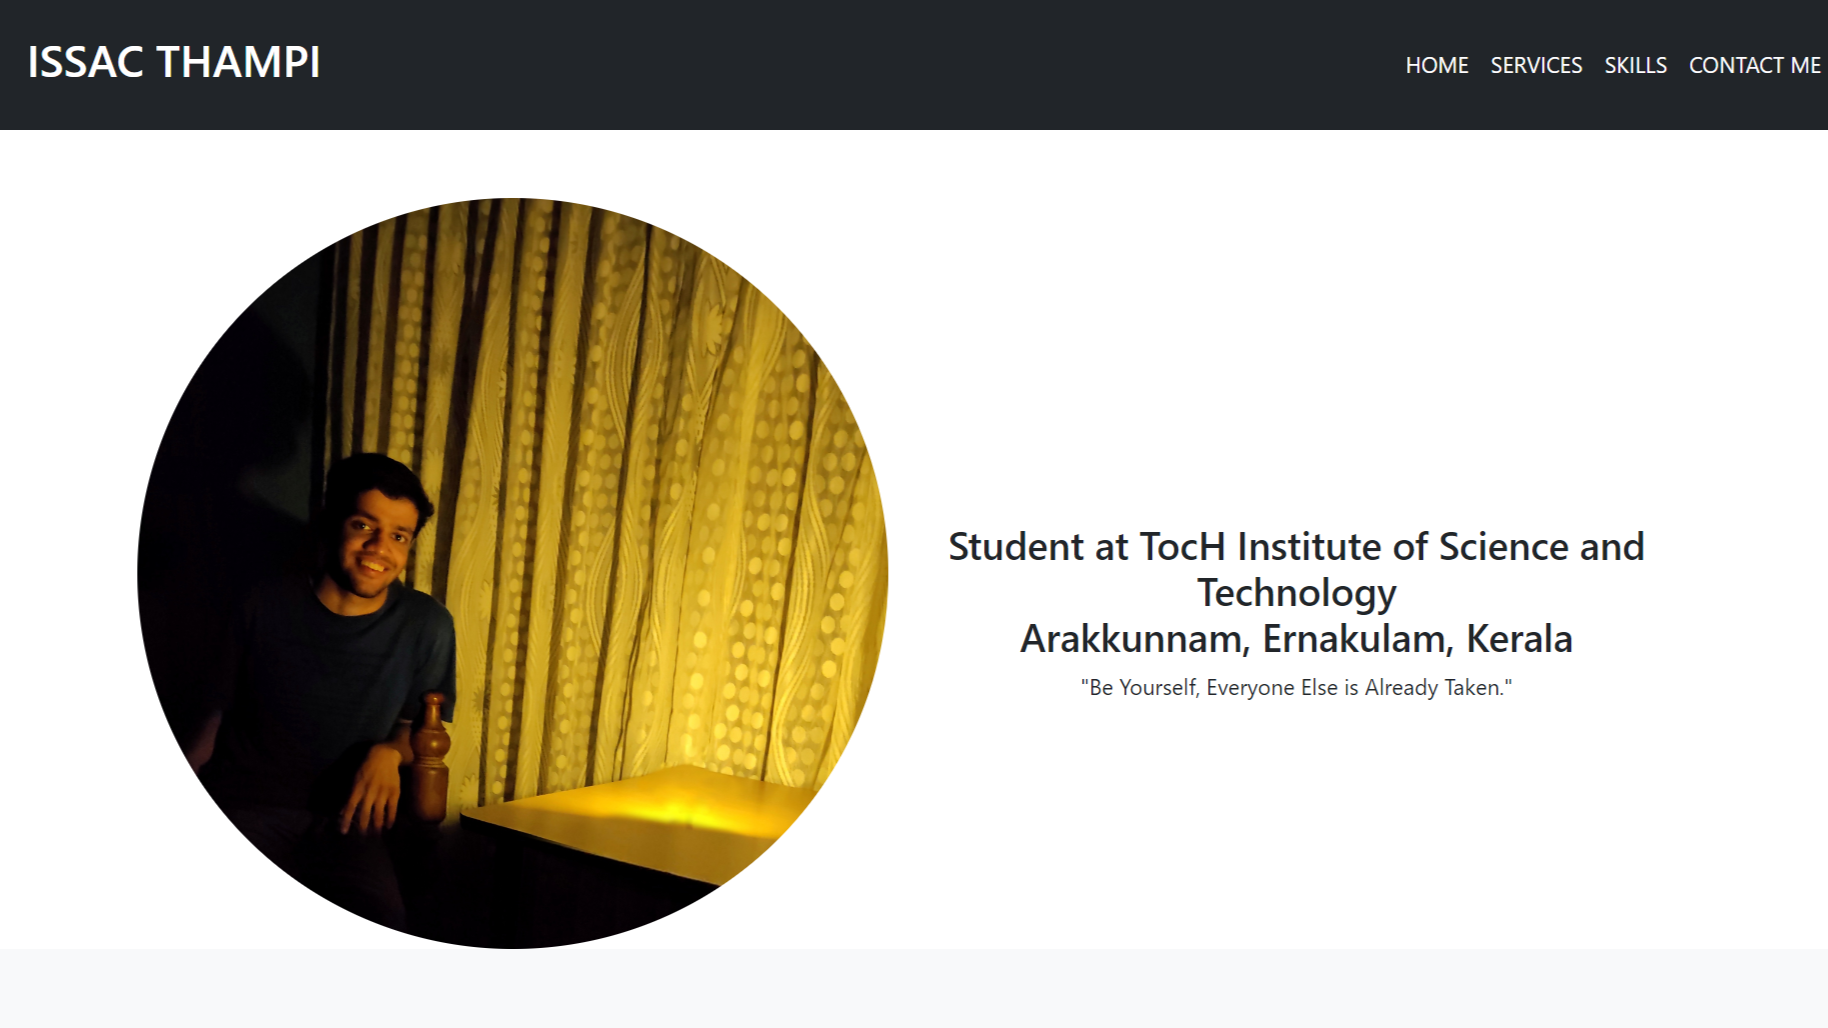 ISSAC THAMPI
HOME SERVICES SKILLS CONTACT ME
Student at TocH Institute of Science and
Technology
Arakkunnam, Ernakulam, Kerala
"Be Yourself, Everyone Else is Already Taken."